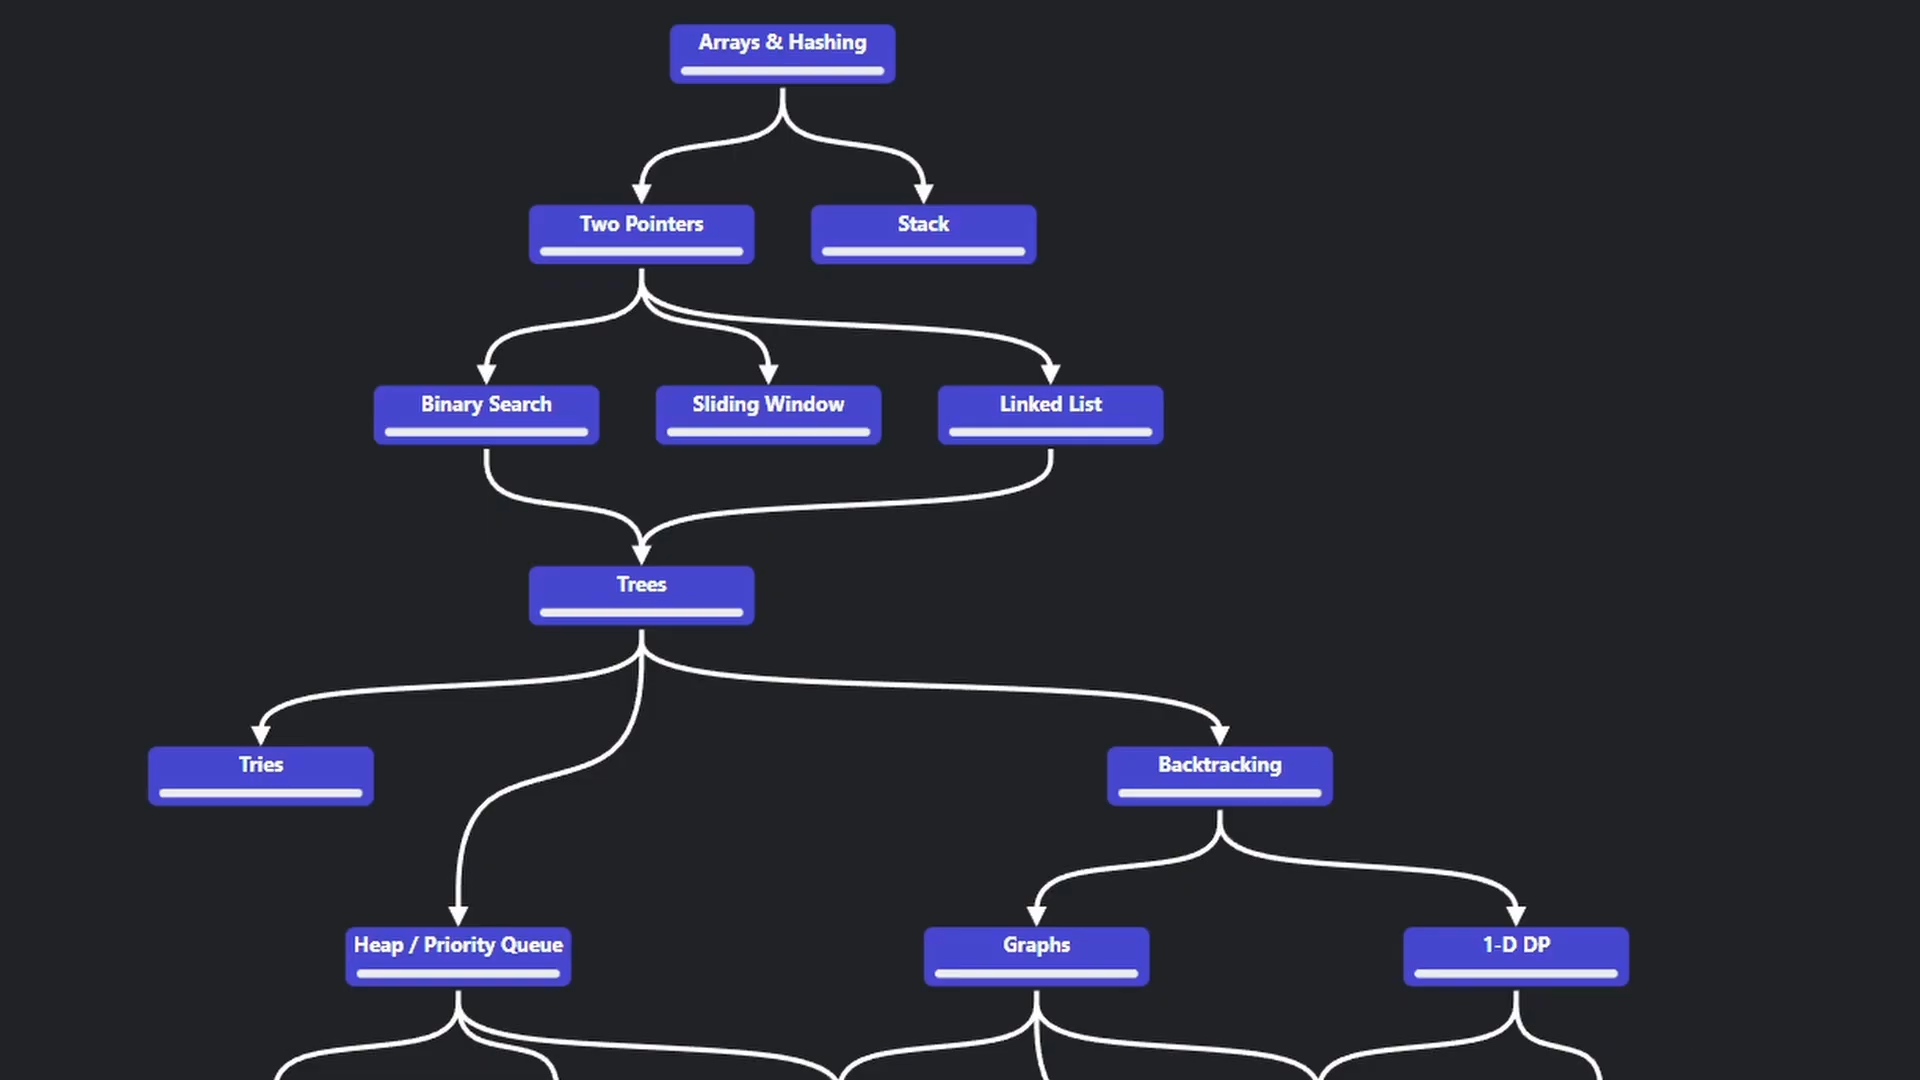 Arrays & Hashing
Two Pointers
Stack
Binary Search
Sliding Window
Linked List
Trees
Tries
Backtracking
Heap / Priority Queue
Graphs
1-D DP